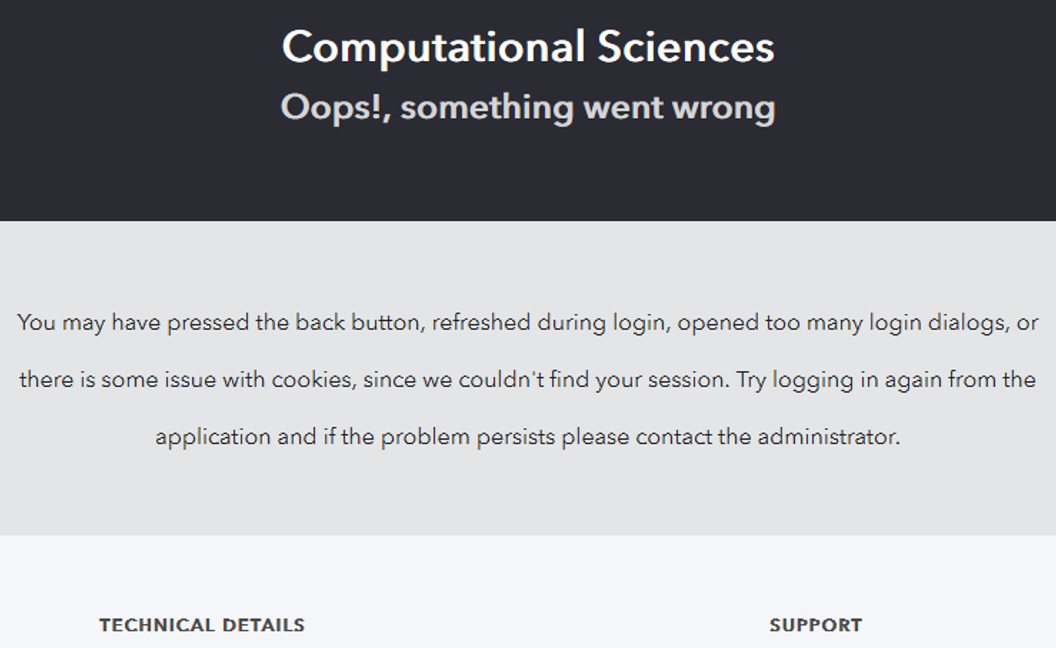 Computational Sciences
Oops!, something went wrong
You may have pressed the back button, refreshed during login, opened too many login dialogs, or
there is some issue with cookies, since we couldn't find your session. Try logging in again from the
application and if the problem persists please contact the administrator.
TECHNICAL DETAILS
SUPPORT